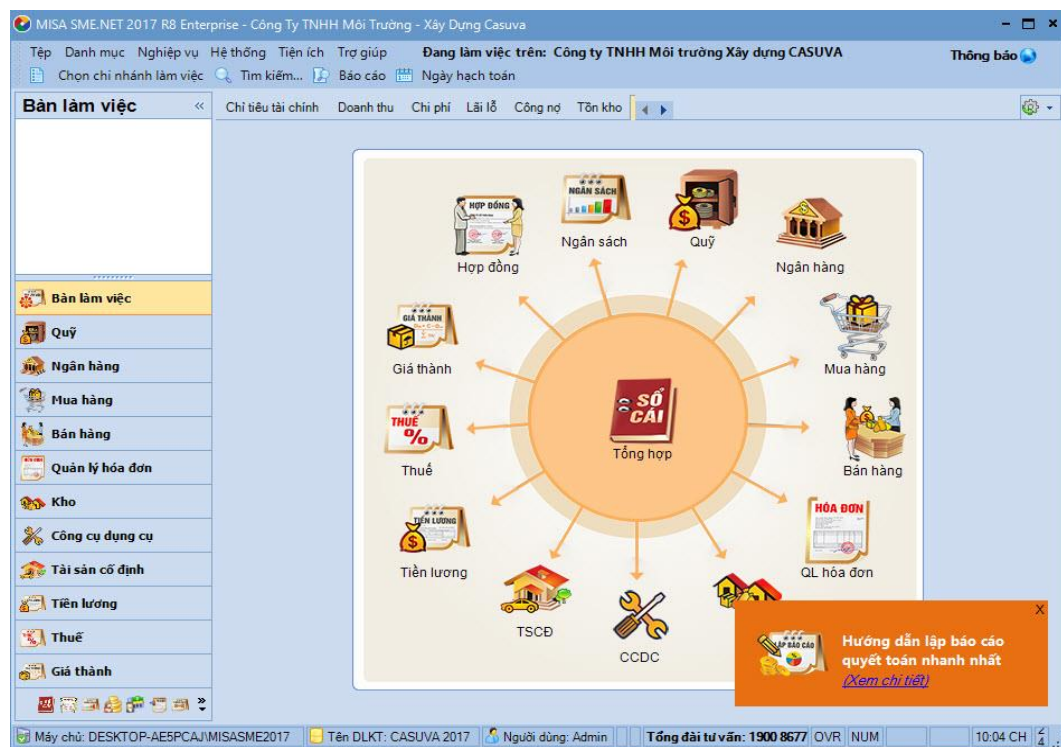 MISA SME.NET 2017 R8 Enterprise - Công Ty TNHH Môi Trường - Xây Dựng Casuva
Tệp Danh mục Nghiệp vụ Hệ thống Tiện ích Trợ giúp Đang làm việc trên: Công ty TNHH Môi trường Xây dựng CASUVA Thông báo
Chọn chi nhánh làm việc Tìm kiếm... Báo cáo Ngày hạch toán
Bàn làm việc «
Chỉ tiêu tài chính Doanh thu Chi phí Lãi lỗ Công nợ Tồn kho
Bàn làm việc
Quỹ
Ngân hàng
Mua hàng
Bán hàng
Quản lý hóa đơn
Kho
Công cụ dụng cụ
Tài sản cố định
Tiền lương
Thuế
Giá thành
HỢP ĐỒNG
Hợp đồng
NGÂN SÁCH
Ngân sách
Quỹ
Ngân hàng
GIÁ THÀNH
Giá thành
Mua hàng
THUẾ
%
Thuế
SỔ
CÁI
Tổng hợp
Bán hàng
TIỀN LƯƠNG
Tiền lương
HÓA ĐƠN
QL hóa đơn
TSCĐ
CCDC
X
LẬP BÁO CÁO
Hướng dẫn lập báo cáo
quyết toán nhanh nhất
(Xem chi tiết)
Máy chủ: DESKTOP-AE5PCAJ\MISASME2017 Tên DLKT: CASUVA 2017 Người dùng: Admin Tổng đài tư vấn: 1900 8677 OVR NUM 10:04 CH